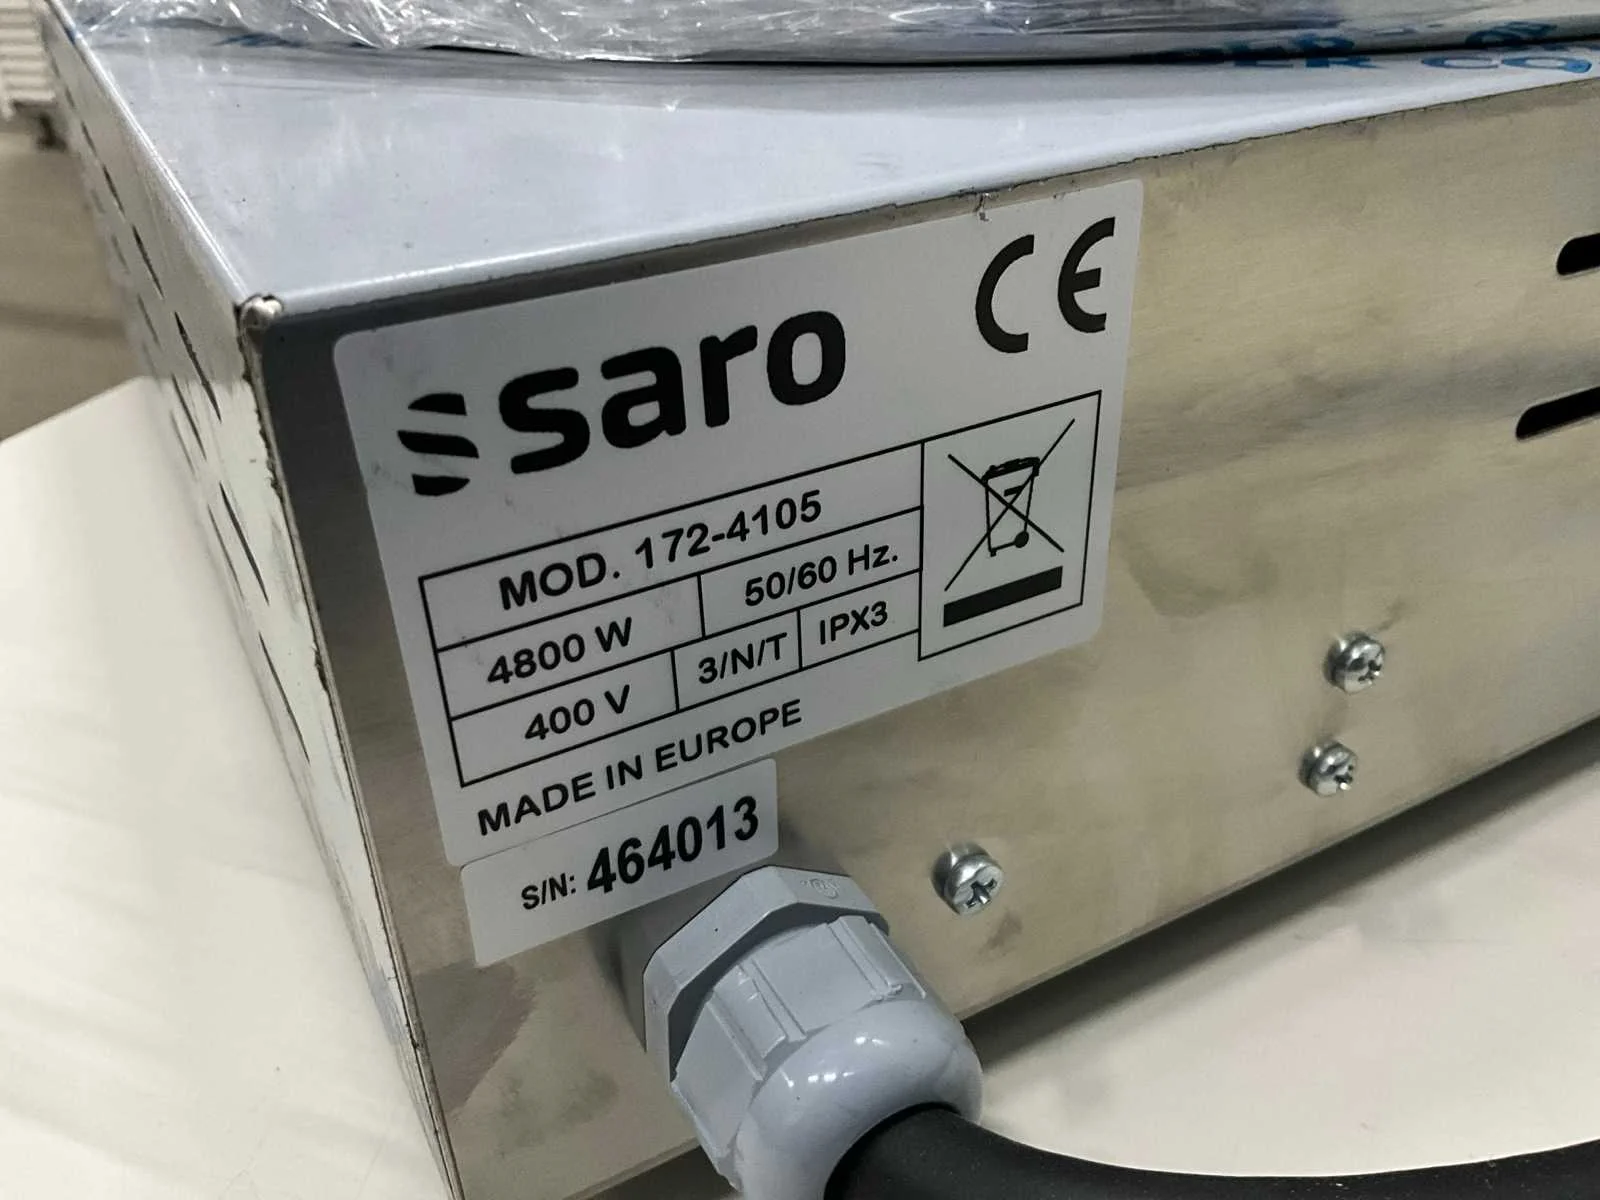 saro
CE
MOD. 172-4105
4800 W
50/60 Hz.
400 V
3/N/T
IPX3
MADE IN EUROPE
S/N: 464013